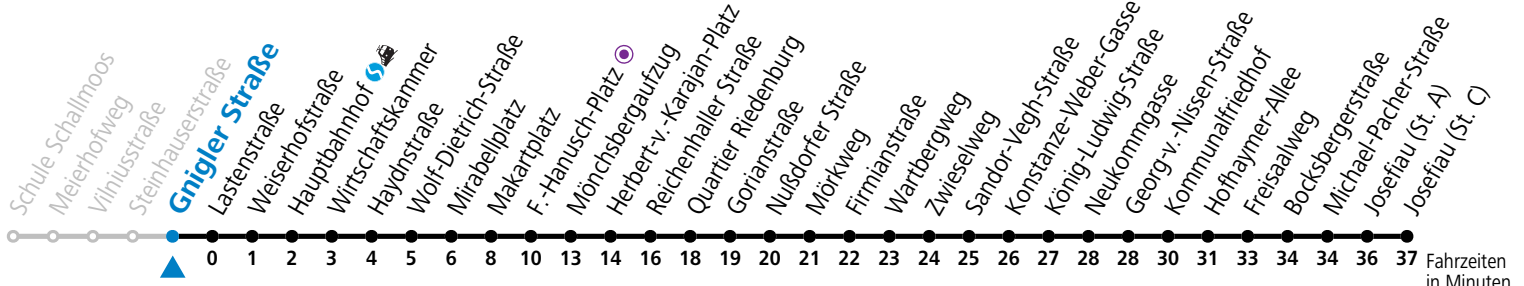 Schule Schallmoos
Meierhofweg
Vilniusstraße
Steinhauserstraße
Gnigler Straße
Lastenstraße
Weiserhofstraße
Hauptbahnhof
Wirtschaftskammer
Haydnstraße
Wolf-Dietrich-Straße
Mirabellplatz
Makartplatz
F.-Hanusch-Platz
Mönchsbergaufzug
Herbert-v.-Karajan-Platz
Reichenhaller Straße
Quartier Riedenburg
Gorianstraße
Nußdorfer Straße
Mörkweg
Firmianstraße
Wartbergweg
Zwieselweg
Sandor-Vegh-Straße
Konstanze-Weber-Gasse
König-Ludwig-Straße
Neukommgasse
Georg-v.-Nissen-Straße
Kommunalfriedhof
Hofhaymer-Allee
Freisaalweg
Bocksbergerstraße
Michael-Pacher-Straße
Josefiau (St. A)
Josefiau (St. C)
0 1 2 3 4 5 6 8 10 13 14 16 18 19 20 21 22 23 24 25 26 27 28 28 30 31 33 34 34 36 37 Fahrzeiten
in Minuten